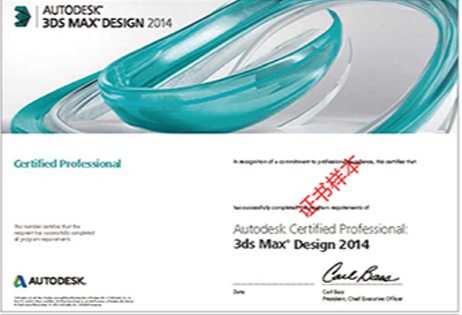 AUTODESK®
3DS MAX® DESIGN 2014
Certified Professional
In recognition of a commitment to professional excellence, this certifies that
证书样本
has successfully completed the program requirements of
Autodesk Certified Professional:
3ds Max® Design 2014
This member certifies that the
recipient has successfully completed
all program requirements.
Carl Bass
AUTODESK.
Date
Carl Bass
President, Chief Executive Officer